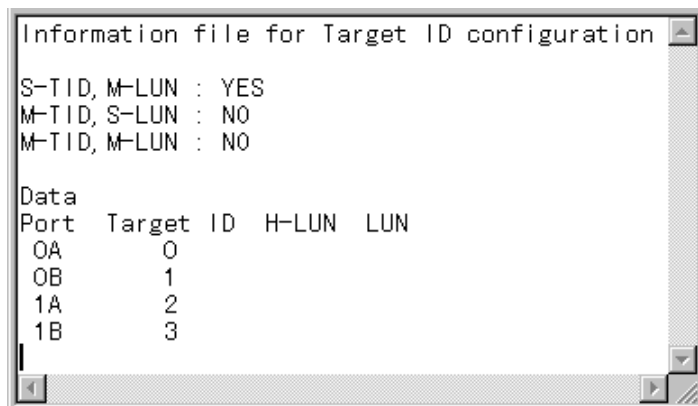 Information file for Target ID configuration
S-TID, M-LUN : YES
M-TID, S-LUN : NO
M-TID, M-LUN : NO
Data
Port Target ID H-LUN LUN
0A 0
0B 1
1A 2
1B 3